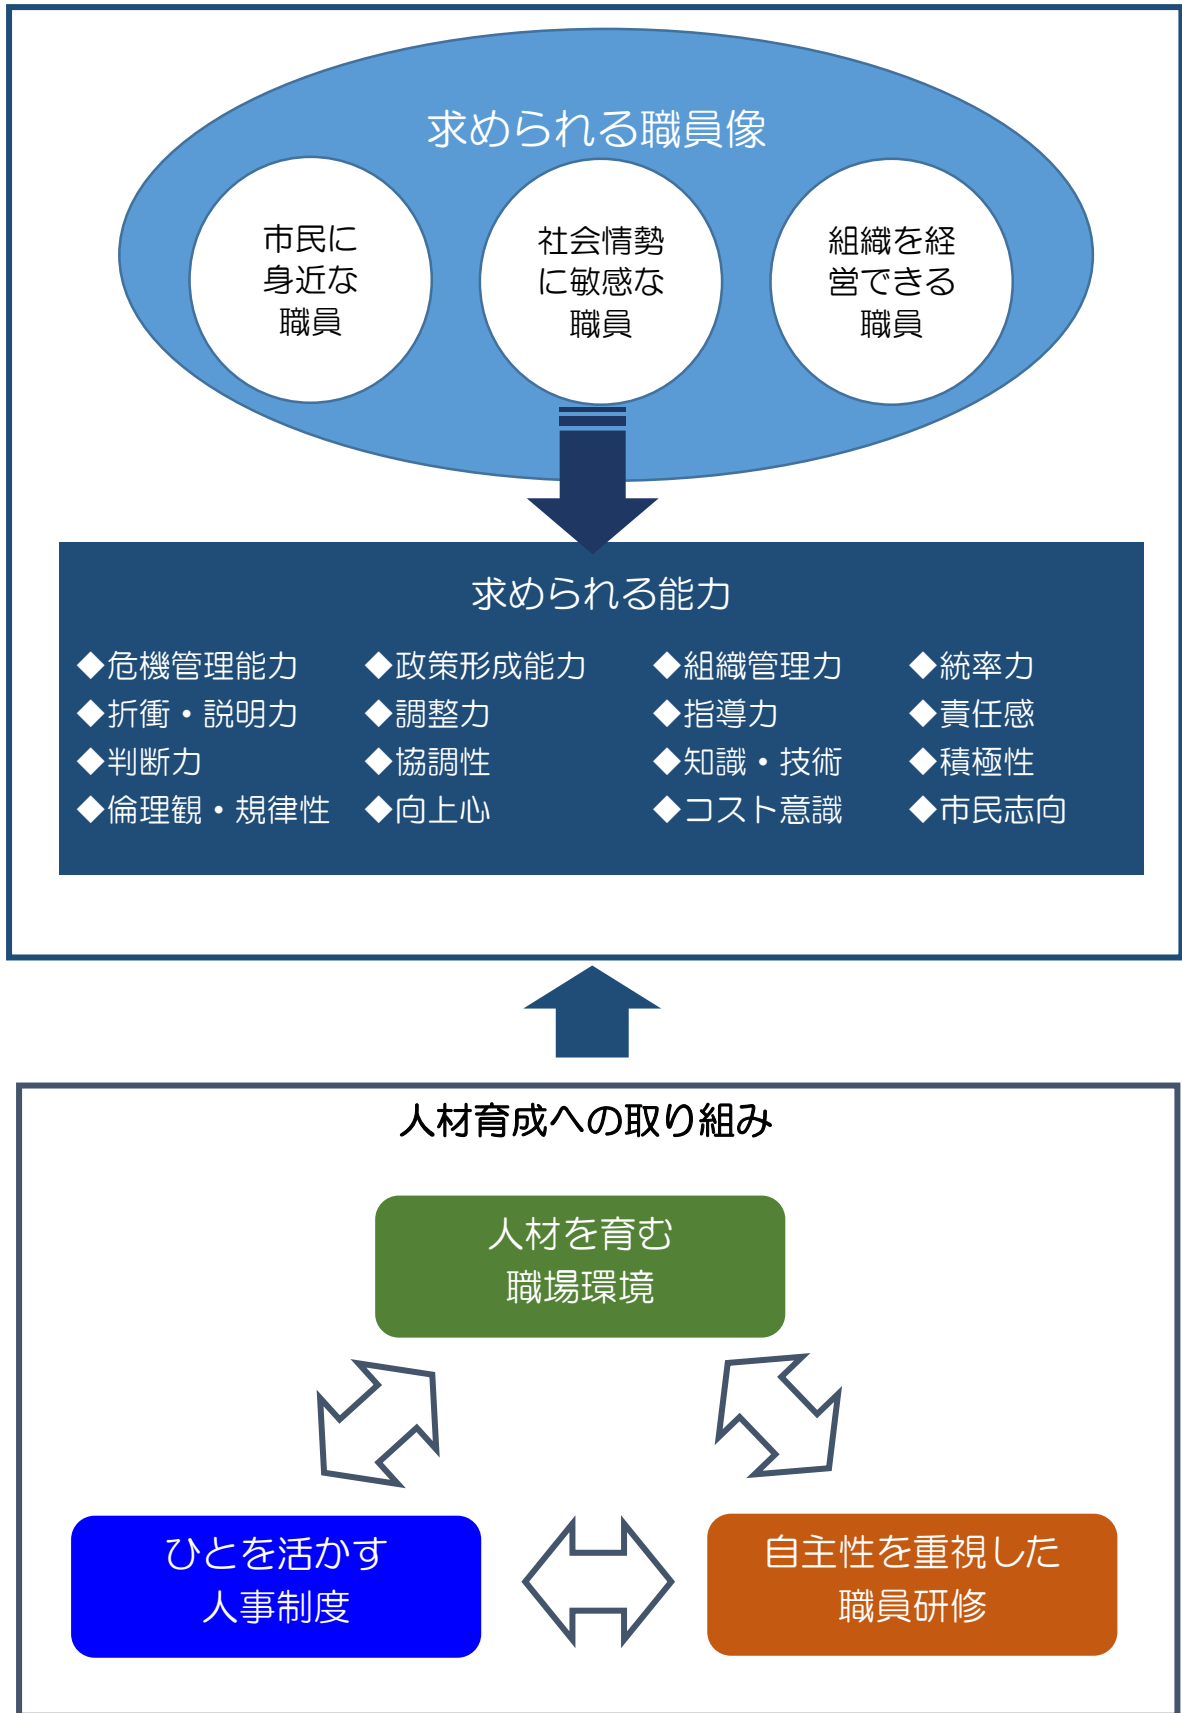 求められる職員像
市民に
身近な
職員
社会情勢
に敏感な
職員
組織を経
営できる
職員
求められる能力
◆危機管理能力 ◆政策形成能力 ◆組織管理力 ◆統率力
◆折衝・説明力 ◆調整力 ◆指導力 ◆責任感
◆判断力 ◆協調性 ◆知識・技術 ◆積極性
◆倫理観・規律性 ◆向上心 ◆コスト意識 ◆市民志向
人材育成への取り組み
人材を育む
職場環境
ひとを活かす
人事制度
自主性を重視した
職員研修